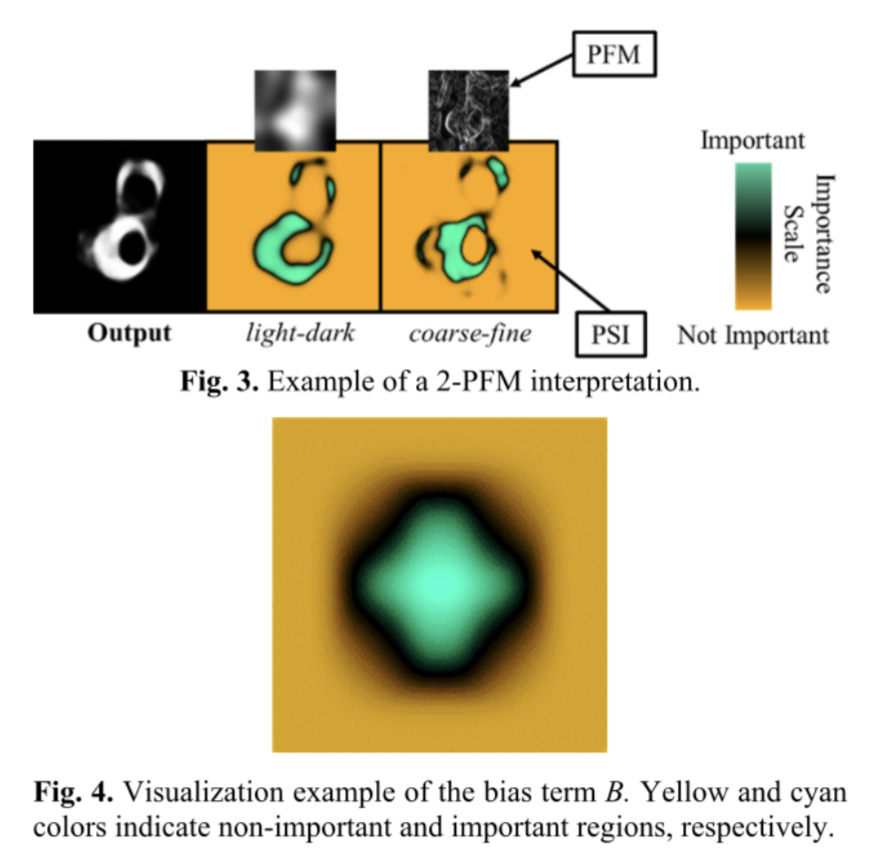 PFM
Important
Importance
Scale
Output
light-dark
coarse-fine
PSI
Not Important
Fig. 3. Example of a 2-PFM interpretation.
Fig. 4. Visualization example of the bias term B. Yellow and cyan
colors indicate non-important and important regions, respectively.